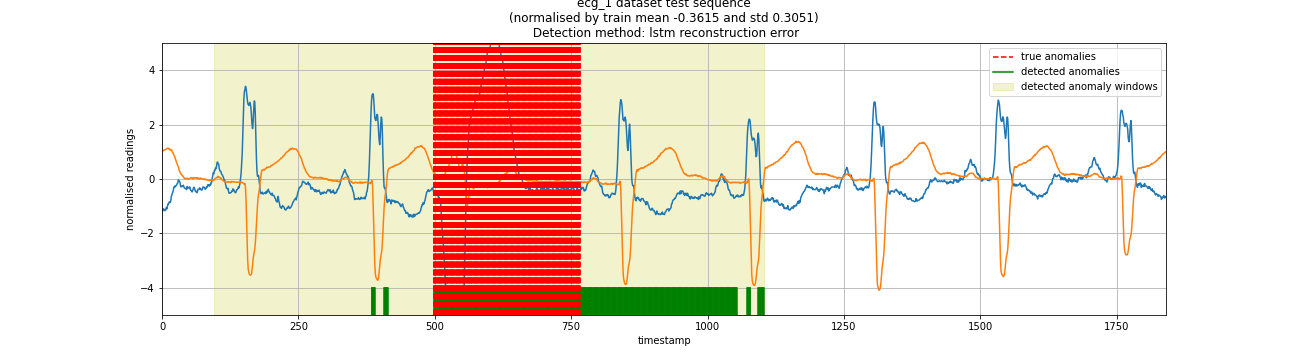 ecg_1 dataset test sequence
(normalised by train mean -0.3615 and std 0.3051)
Detection method: lstm reconstruction error
true anomalies
detected anomalies
detected anomaly windows
normalised readings
4
2
0
−2
−4
0
250
500
750
1000
1250
1500
1750
timestamp